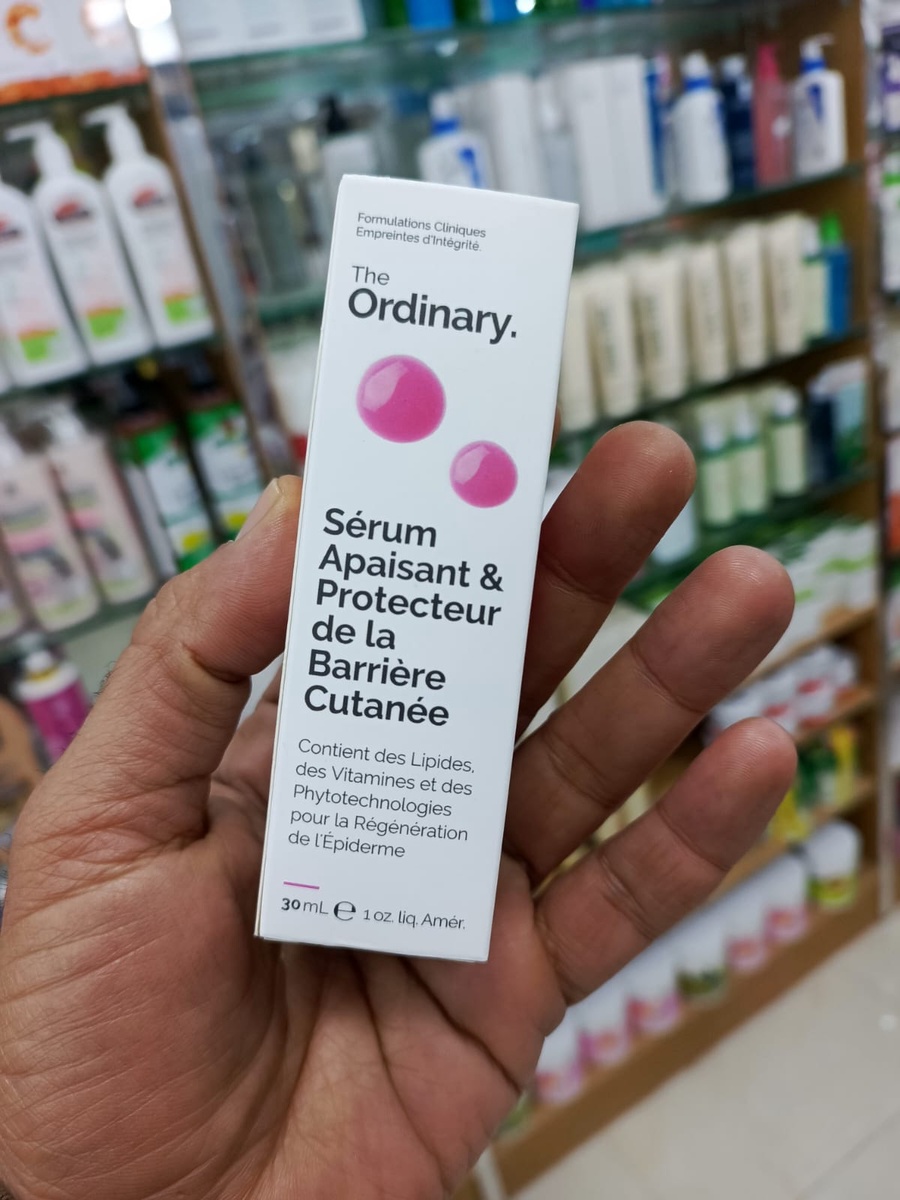 Formulations Cliniques
Empreintes d'Intégrité.
The
Ordinary.
Sérum
Apaisant &
Protecteur
de la
Barrière
Cutanée
Contient des Lipides,
des Vitamines et des
Phytotechnologies
pour la Régénération
de l'Épiderme
30 mL ℮ 1 oz. liq. Amér.